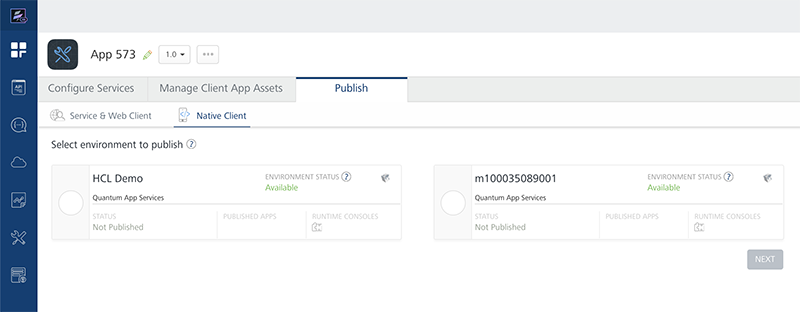 App 573
1.0
Configure Services
Manage Client App Assets
Publish
API
Service & Web Client
Native Client
Select environment to publish ?
HCL Demo
ENVIRONMENT STATUS ?
Available
Quantum App Services
STATUS
Not Published
PUBLISHED APPS
RUNTIME CONSOLES
m100035089001
ENVIRONMENT STATUS ?
Available
Quantum App Services
STATUS
Not Published
PUBLISHED APPS
RUNTIME CONSOLES
NEXT